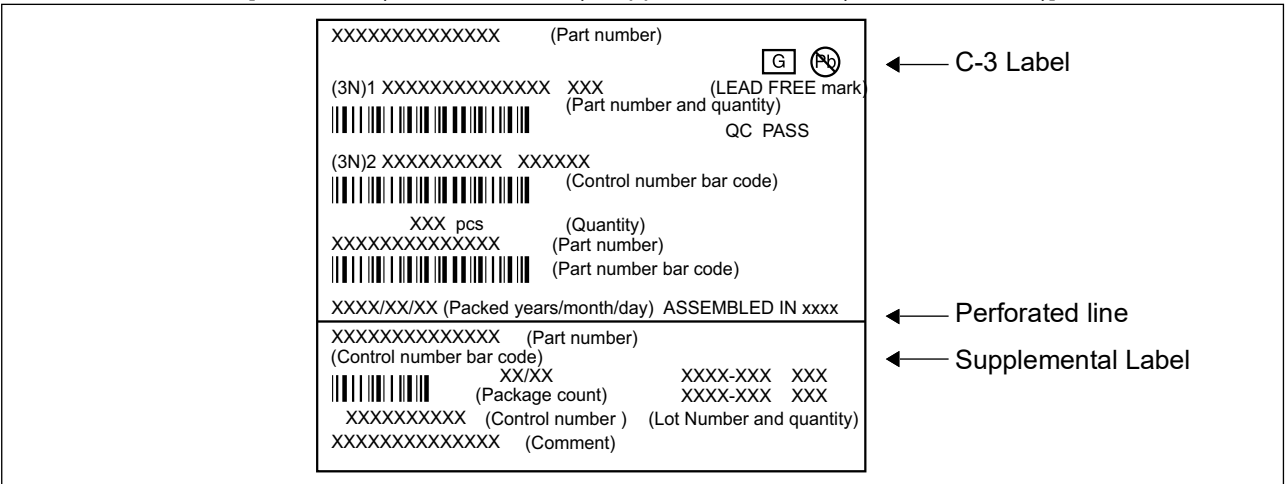 XXXXXXXXXXXXXX (Part number)
G Pb
C-3 Label
(3N)1 XXXXXXXXXXXXXX XXX (LEAD FREE mark)
(Part number and quantity)
QC PASS
(3N)2 XXXXXXXXXX XXXXXX
(Control number bar code)
XXX pcs (Quantity)
XXXXXXXXXXXXXX (Part number)
(Part number bar code)
XXXX/XX/XX (Packed years/month/day) ASSEMBLED IN xxxx
Perforated line
XXXXXXXXXXXXXX (Part number)
(Control number bar code)
Supplemental Label
XX/XX XXXX-XXX XXX
(Package count) XXXX-XXX XXX
XXXXXXXXXX (Control number ) (Lot Number and quantity)
XXXXXXXXXXXXXX (Comment)